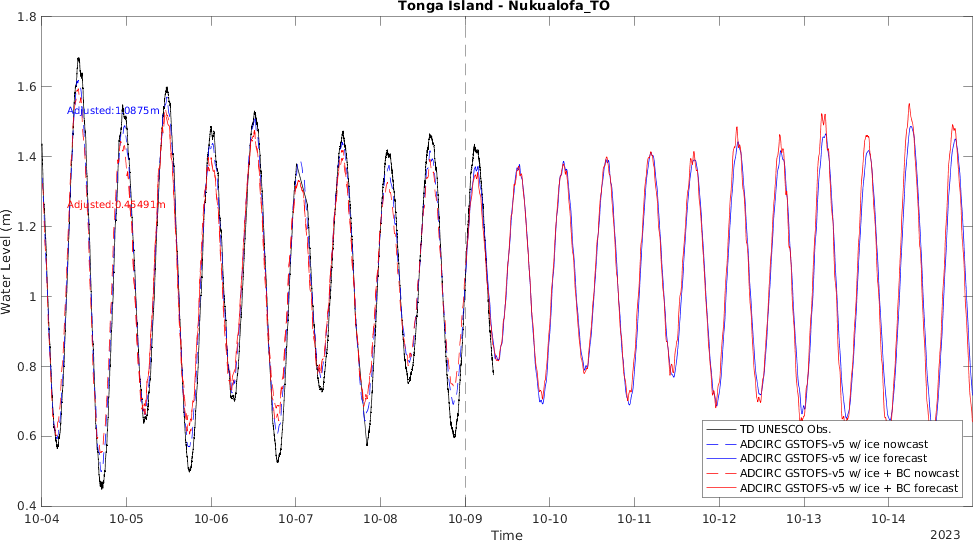 Tonga Island - Nukualofa_TO
1.8
1.6
1.4
1.2
1
0.8
0.6
0.4
Water Level (m)
Adjusted:1.0875m
Adjusted:0.45491m
TD UNESCO Obs.
ADCIRC GSTOFS-v5 w/ ice nowcast
ADCIRC GSTOFS-v5 w/ ice forecast
ADCIRC GSTOFS-v5 w/ ice + BC nowcast
ADCIRC GSTOFS-v5 w/ ice + BC forecast
10-04 10-05 10-06 10-07 10-08 10-09 10-10 10-11 10-12 10-13 10-14
Time
2023